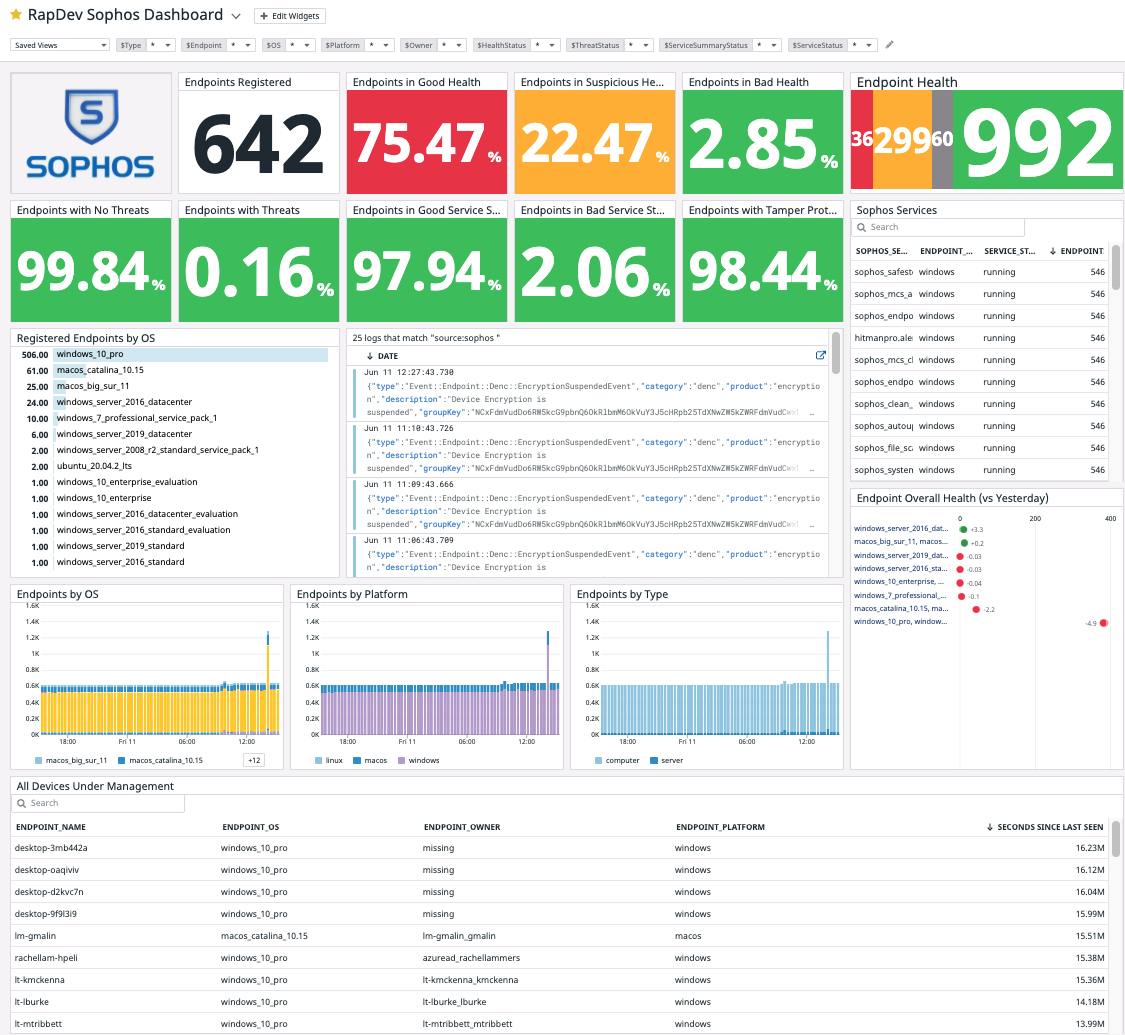 RapDev Sophos Dashboard
Edit Widgets
Saved Views
$Type *
$Endpoint *
$OS *
$Platform *
$Owner *
$HealthStatus *
$ThreatStatus *
$ServiceSummaryStatus *
$ServiceStatus *
S
SOPHOS
Endpoints Registered
642
Endpoints in Good Health
75.47 %
Endpoints in Suspicious He...
22.47 %
Endpoints in Bad Health
2.85 %
Endpoint Health
36 299 60 992
Endpoints with No Threats
99.84 %
Endpoints with Threats
0.16 %
Endpoints in Good Service S...
97.94 %
Endpoints in Bad Service St...
2.06 %
Endpoints with Tamper Prot...
98.44 %
Sophos Services
Search
SOPHOS_SE... ENDPOINT_... SERVICE_ST... ↓ ENDPOINT
sophos_safest windows running 546
sophos_mcs_a windows running 546
sophos_endpo windows running 546
hitmanpro.ale windows running 546
sophos_mcs_cl windows running 546
sophos_endpo windows running 546
sophos_clean_ windows running 546
sophos_autoup windows running 546
sophos_file_sc windows running 546
sophos_system windows running 546
Registered Endpoints by OS
506.00 windows_10_pro
61.00 macos_catalina_10.15
25.00 macos_big_sur_11
24.00 windows_server_2016_datacenter
10.00 windows_7_professional_service_pack_1
6.00 windows_server_2019_datacenter
2.00 windows_server_2008_r2_standard_service_pack_1
2.00 ubuntu_20.04.2_lts
1.00 windows_10_enterprise_evaluation
1.00 windows_10_enterprise
1.00 windows_server_2016_datacenter_evaluation
1.00 windows_server_2016_standard_evaluation
1.00 windows_server_2019_standard
1.00 windows_server_2016_standard
25 logs that match "source:sophos "
↓ DATE
Jun 11 12:27:43.730
{"type":"Event::Endpoint::Denc::EncryptionSuspendedEvent","category":"denc","product":"encryptio
n","description":"Device Encryption is
suspended","groupKey":"NCxFdmVudDo6RW5kcG9pbnQ6OkRlbmM6OkVuY3J5cHRpb25TdXNwZW5kZWRFdmVudCwxl ...
Jun 11 11:10:43.726
{"type":"Event::Endpoint::Denc::EncryptionSuspendedEvent","category":"denc","product":"encryptio
n","description":"Device Encryption is
suspended","groupKey":"NCxFdmVudDo6RW5kcG9pbnQ6OkRlbmM6OkVuY3J5cHRpb25TdXNwZW5kZWRFdmVudCwxl ...
Jun 11 11:09:43.666
{"type":"Event::Endpoint::Denc::EncryptionSuspendedEvent","category":"denc","product":"encryptio
n","description":"Device Encryption is
suspended","groupKey":"NCxFdmVudDo6RW5kcG9pbnQ6OkRlbmM6OkVuY3J5cHRpb25TdXNwZW5kZWRFdmVudCwxl ...
Jun 11 11:06:43.709
{"type":"Event::Endpoint::Denc::EncryptionSuspendedEvent","category":"denc","product":"encryptio
n","description":"Device Encryption is
Endpoint Overall Health (vs Yesterday)
0 200 400
windows_server_2016_dat... +3.3
macos_big_sur_11, macos... +0.2
windows_server_2019_dat... -0.03
windows_server_2016_sta... -0.03
windows_10_enterprise, ... -0.04
windows_7_professional_... -0.1
macos_catalina_10.15, ma... -2.2
windows_10_pro, window... -4.9
Endpoints by OS
1.6K
1.4K
1.2K
1K
0.8K
0.6K
0.4K
0.2K
0K
18:00 Fri 11 06:00 12:00
macos_big_sur_11 macos_catalina_10.15 +12
Endpoints by Platform
1.6K
1.4K
1.2K
1K
0.8K
0.6K
0.4K
0.2K
0K
18:00 Fri 11 06:00 12:00
linux macos windows
Endpoints by Type
1.6K
1.4K
1.2K
1K
0.8K
0.6K
0.4K
0.2K
0K
18:00 Fri 11 06:00 12:00
computer server
All Devices Under Management
Search
ENDPOINT_NAME ENDPOINT_OS ENDPOINT_OWNER ENDPOINT_PLATFORM ↓ SECONDS SINCE LAST SEEN
desktop-3mb442a windows_10_pro missing windows 16.23M
desktop-oaqiviv windows_10_pro missing windows 16.12M
desktop-d2kvc7n windows_10_pro missing windows 16.04M
desktop-9f9l3i9 windows_10_pro missing windows 15.99M
lm-gmalin macos_catalina_10.15 lm-gmalin_gmalin macos 15.51M
rachellam-hpeli windows_10_pro azuread_rachellammers windows 15.38M
lt-kmckenna windows_10_pro lt-kmckenna_kmckenna windows 15.36M
lt-lburke windows_10_pro lt-lburke_lburke windows 14.18M
lt-mtribbett windows_10_pro lt-mtribbett_mtribbett windows 13.99M